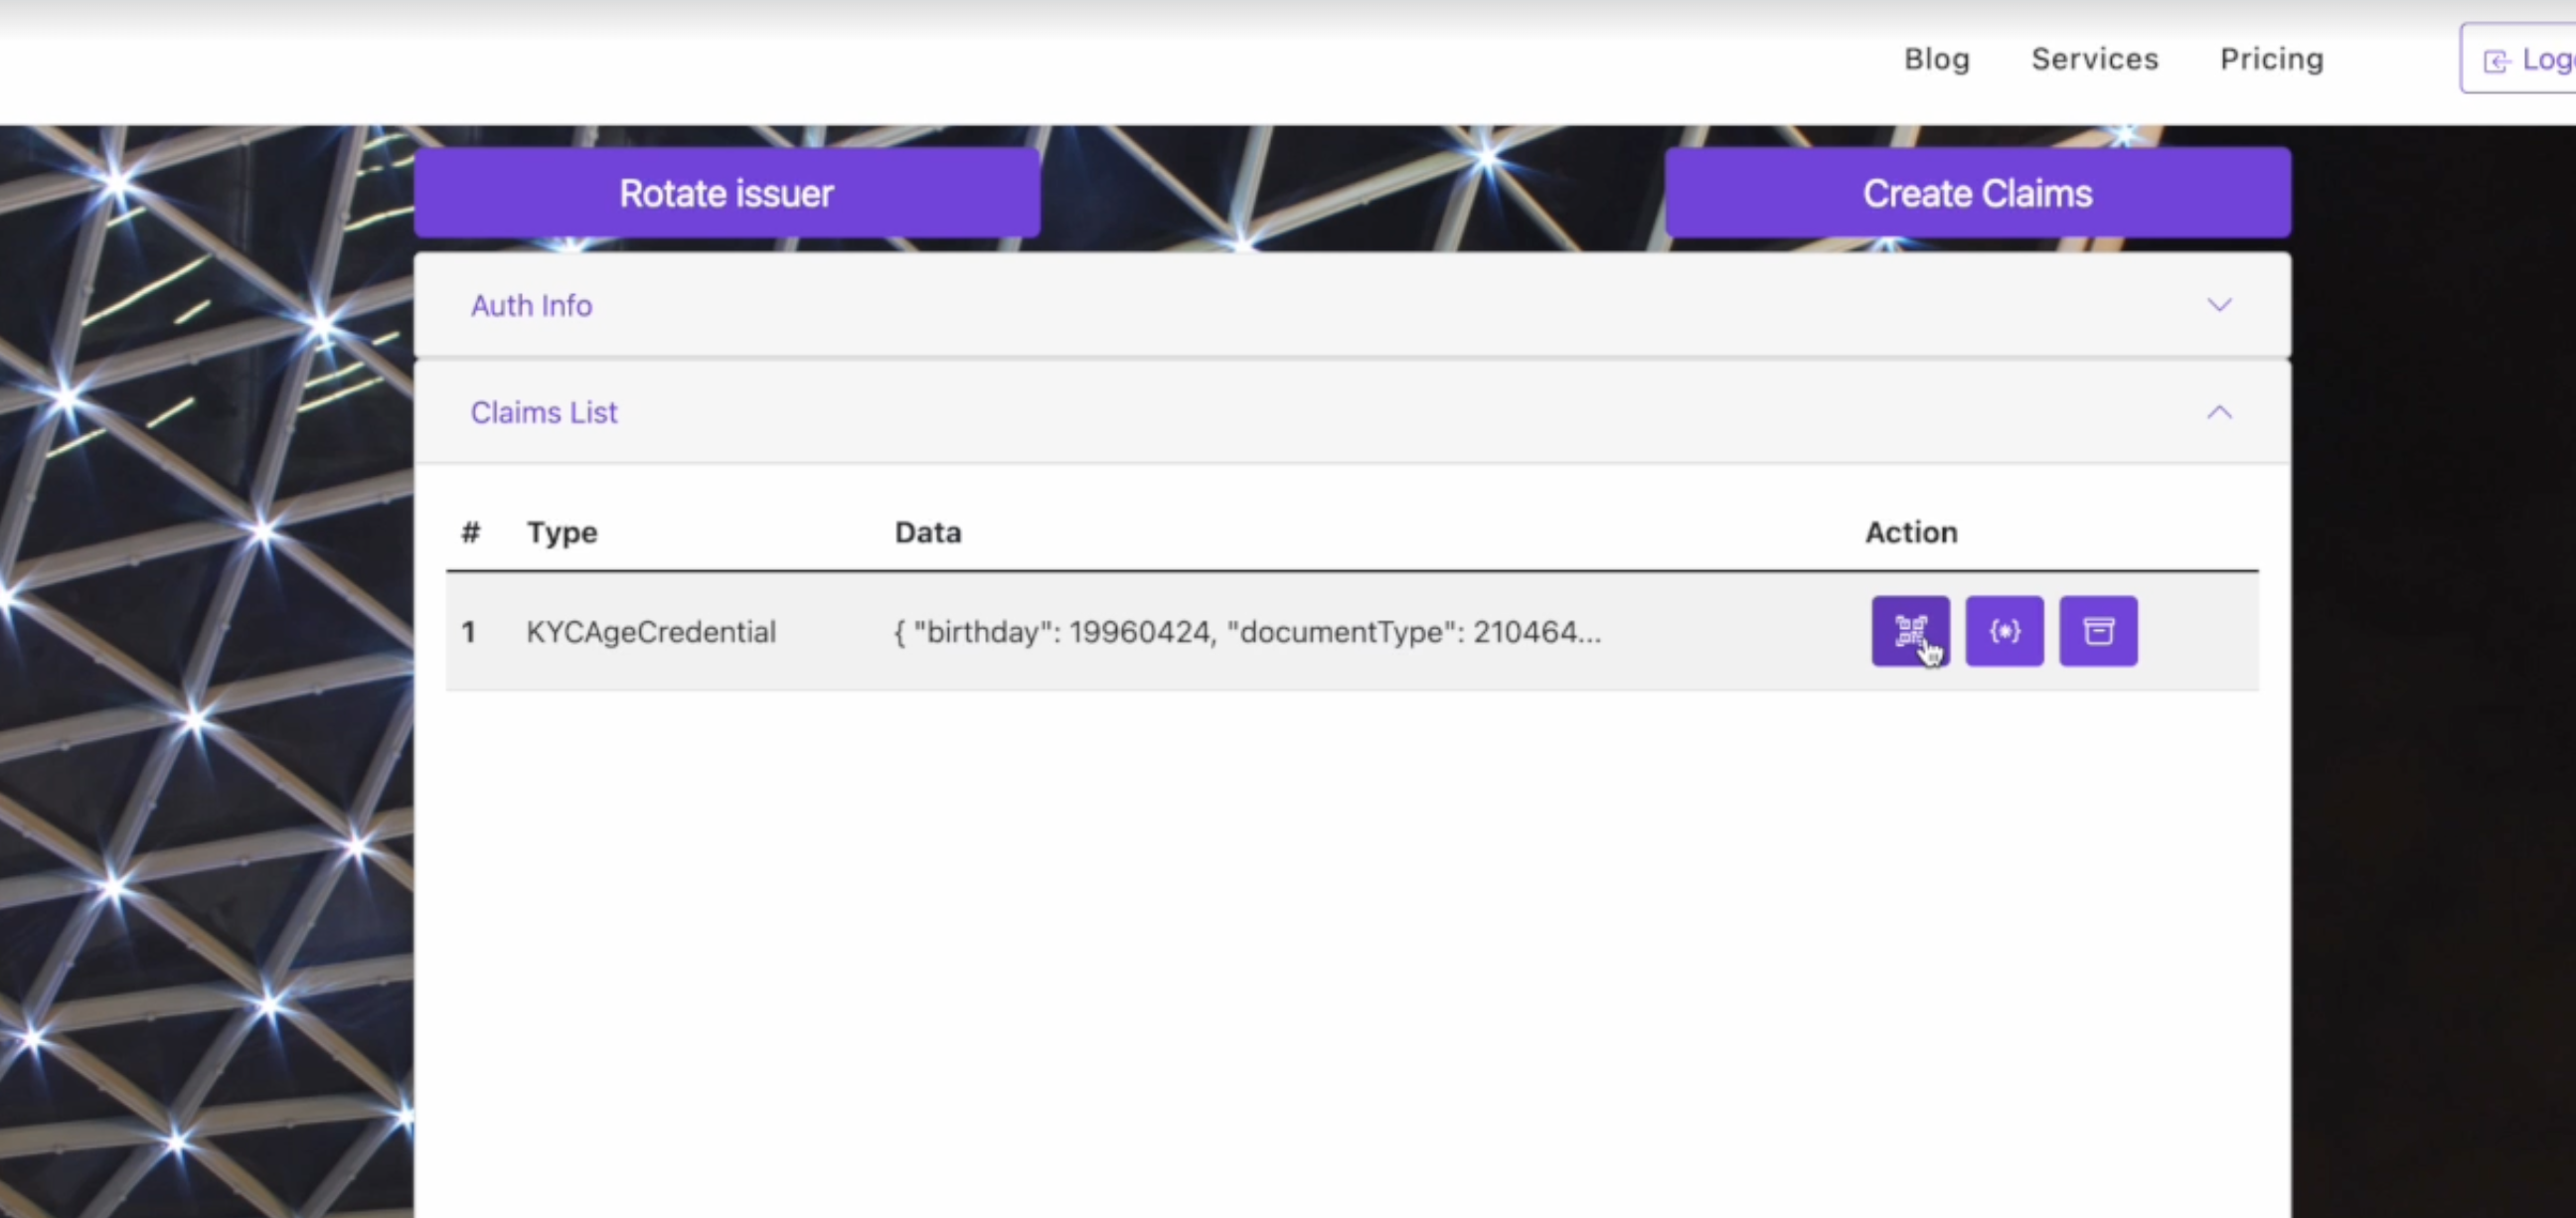 Blog Services Pricing
Rotate issuer Create Claims
Auth Info
Claims List
# Type Data Action
1 KYCAgeCredential { "birthday": 19960424, "documentType": 210464...